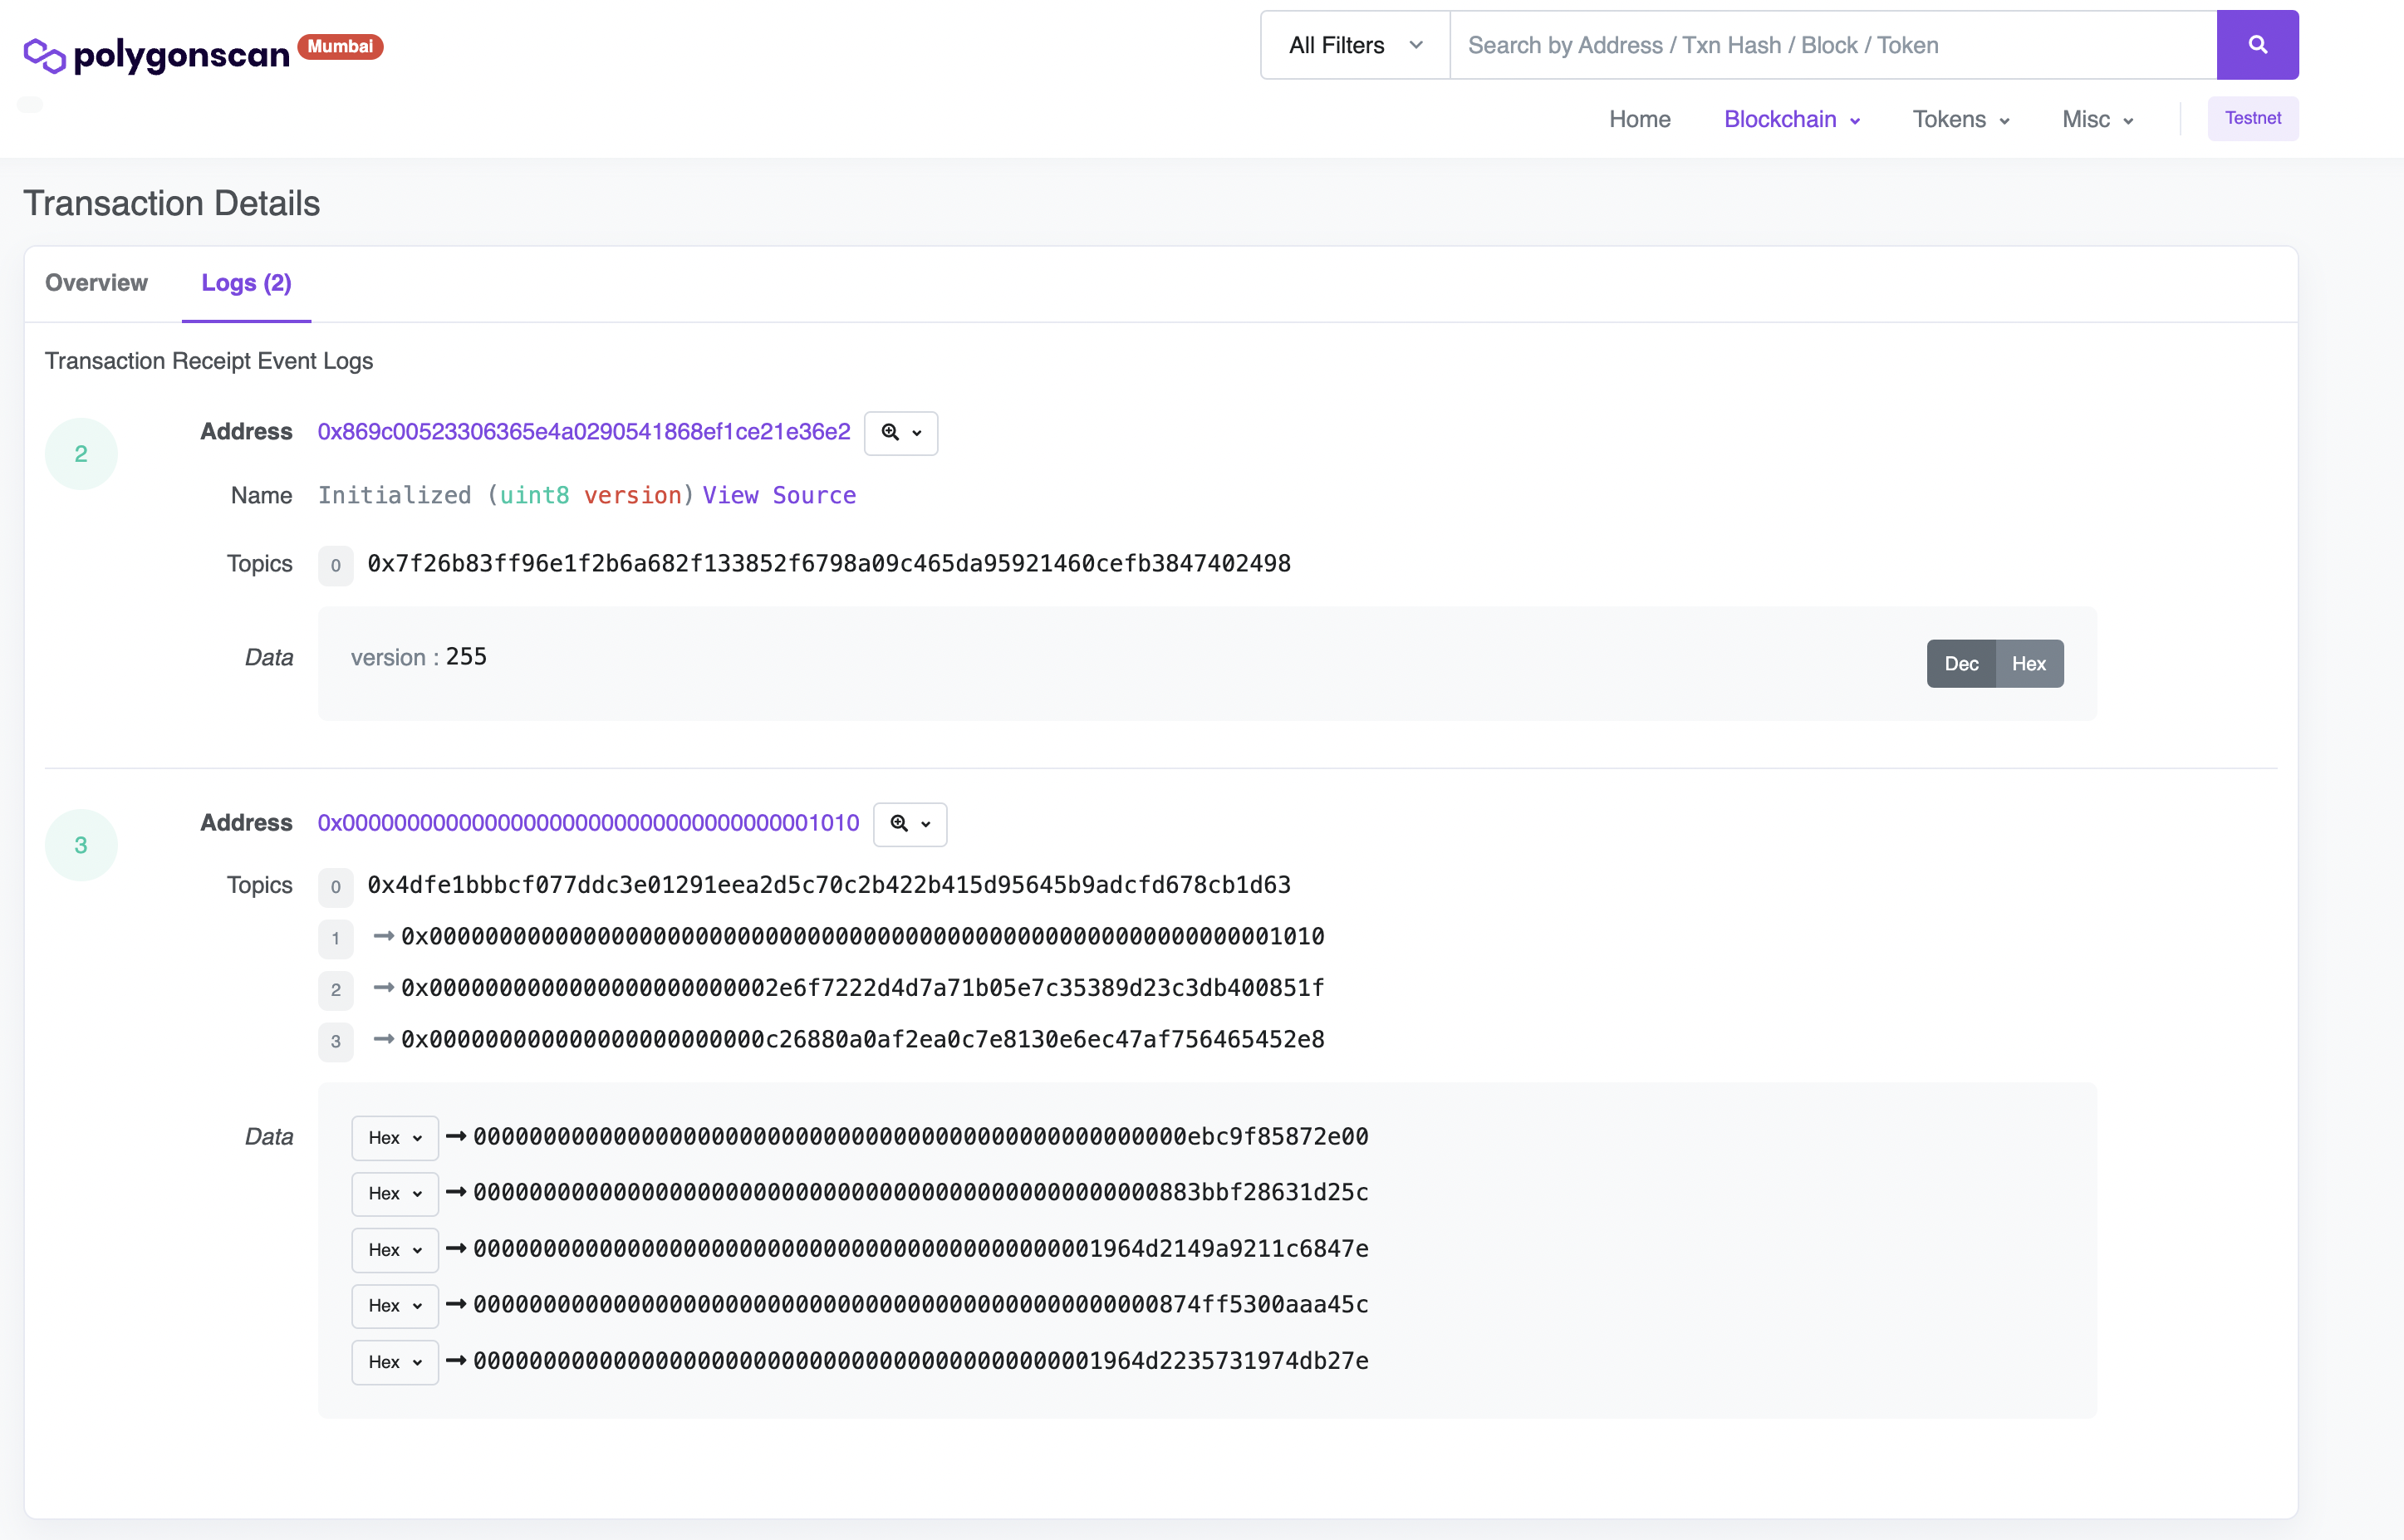 polygonscan Mumbai
All Filters Search by Address / Txn Hash / Block / Token
Home Blockchain Tokens Misc Testnet
Transaction Details
Overview Logs (2)
Transaction Receipt Event Logs
2
Address 0x869c00523306365e4a0290541868ef1ce21e36e2
Name Initialized (uint8 version) View Source
Topics 0 0x7f26b83ff96e1f2b6a682f133852f6798a09c465da95921460cefb3847402498
Data version : 255 Dec Hex
3
Address 0x0000000000000000000000000000000000001010
Topics 0 0x4dfe1bbbcf077ddc3e01291eea2d5c70c2b422b415d95645b9adcfd678cb1d63
1 0x0000000000000000000000000000000000000000000000000000000000001010
2 0x0000000000000000000000002e6f7222d4d7a71b05e7c35389d23c3db400851f
3 0x000000000000000000000000c26880a0af2ea0c7e8130e6ec47af756465452e8
Data Hex 000000000000000000000000000000000000000000000000000ebc9f85872e00
Hex 00000000000000000000000000000000000000000000000000883bbf28631d25c
Hex 00000000000000000000000000000000000000000000001964d2149a9211c6847e
Hex 00000000000000000000000000000000000000000000000000874ff5300aaa45c
Hex 00000000000000000000000000000000000000000000001964d2235731974db27e